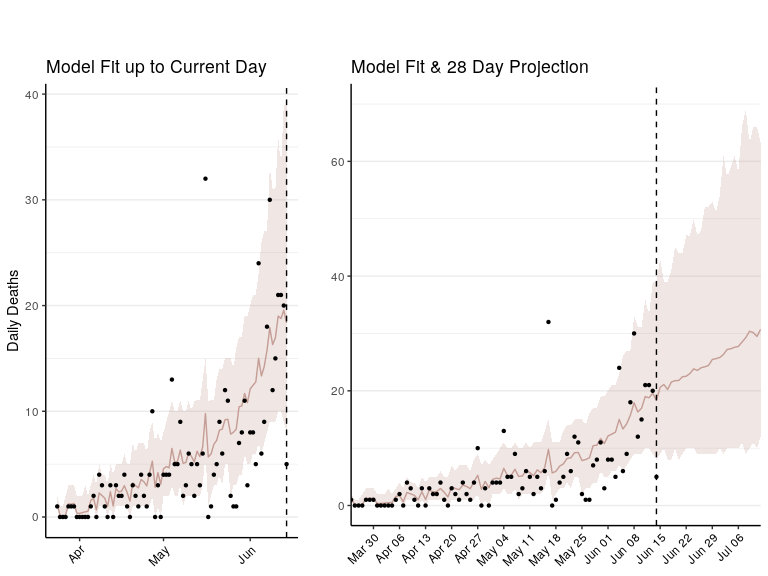 Model Fit up to Current Day
Daily Deaths
40
30
20
10
0
Apr
May
Jun
Model Fit & 28 Day Projection
60
40
20
0
Mar 30
Apr 06
Apr 13
Apr 20
Apr 27
May 04
May 11
May 18
May 25
Jun 01
Jun 08
Jun 15
Jun 22
Jun 29
Jul 06